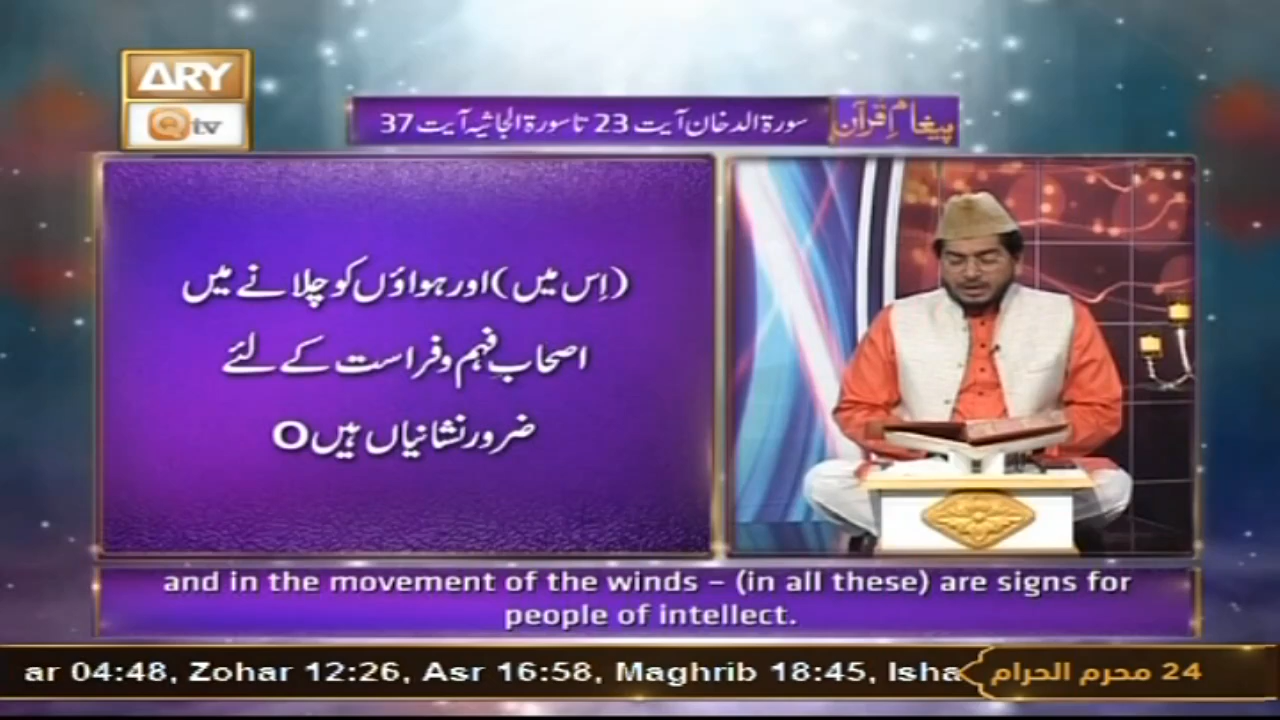 ARY
Qtv
پیغامِ قرآن
سورۃ الدخان آیت 23 تا سورۃ الجاثیہ آیت 37
(اِس میں) اور ہواؤں کو چلانے میں
اصحابِ فہم و فراست کے لئے
ضرور نشانیاں ہیں O
and in the movement of the winds – (in all these) are signs for
people of intellect.
ar 04:48, Zohar 12:26, Asr 16:58, Maghrib 18:45, Isha
24 محرم الحرام